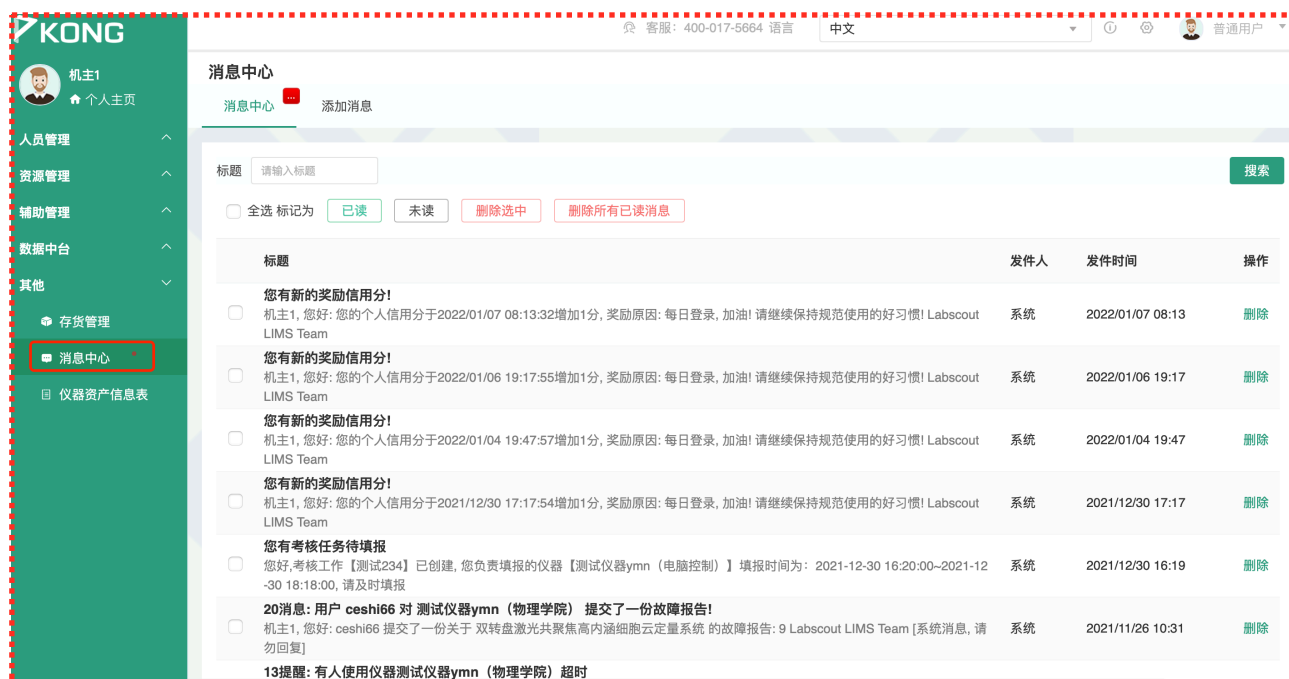 KONG
客服：400-017-5664 语言
中文
普通用户
机主1
个人主页
人员管理
资源管理
辅助管理
数据中台
其他
存货管理
消息中心
仪器资产信息表
消息中心
消息中心
...
添加消息
标题
请输入标题
搜索
全选 标记为
已读
未读
删除选中
删除所有已读消息
标题 发件人 发件时间 操作
您有新的奖励信用分!
机主1, 您好: 您的个人信用分于2022/01/07 08:13:32增加1分, 奖励原因: 每日登录, 加油! 请继续保持规范使用的好习惯! Labscout
LIMS Team
系统 2022/01/07 08:13 删除
您有新的奖励信用分!
机主1, 您好: 您的个人信用分于2022/01/06 19:17:55增加1分, 奖励原因: 每日登录, 加油! 请继续保持规范使用的好习惯! Labscout
LIMS Team
系统 2022/01/06 19:17 删除
您有新的奖励信用分!
机主1, 您好: 您的个人信用分于2022/01/04 19:47:57增加1分, 奖励原因: 每日登录, 加油! 请继续保持规范使用的好习惯! Labscout
LIMS Team
系统 2022/01/04 19:47 删除
您有新的奖励信用分!
机主1, 您好: 您的个人信用分于2021/12/30 17:17:54增加1分, 奖励原因: 每日登录, 加油! 请继续保持规范使用的好习惯! Labscout
LIMS Team
系统 2021/12/30 17:17 删除
您有考核任务待填报
您好,考核工作【测试234】已创建, 您负责填报的仪器【测试仪器ymn（电脑控制）】填报时间为：2021-12-30 16:20:00~2021-12
-30 18:18:00, 请及时填报
系统 2021/12/30 16:19 删除
20消息: 用户 ceshi66 对 测试仪器ymn（物理学院） 提交了一份故障报告!
机主1, 您好: ceshi66 提交了一份关于 双转盘激光共聚焦高内涵细胞云定量系统 的故障报告: 9 Labscout LIMS Team [系统消息, 请
勿回复]
系统 2021/11/26 10:31 删除
13提醒: 有人使用仪器测试仪器ymn（物理学院）超时